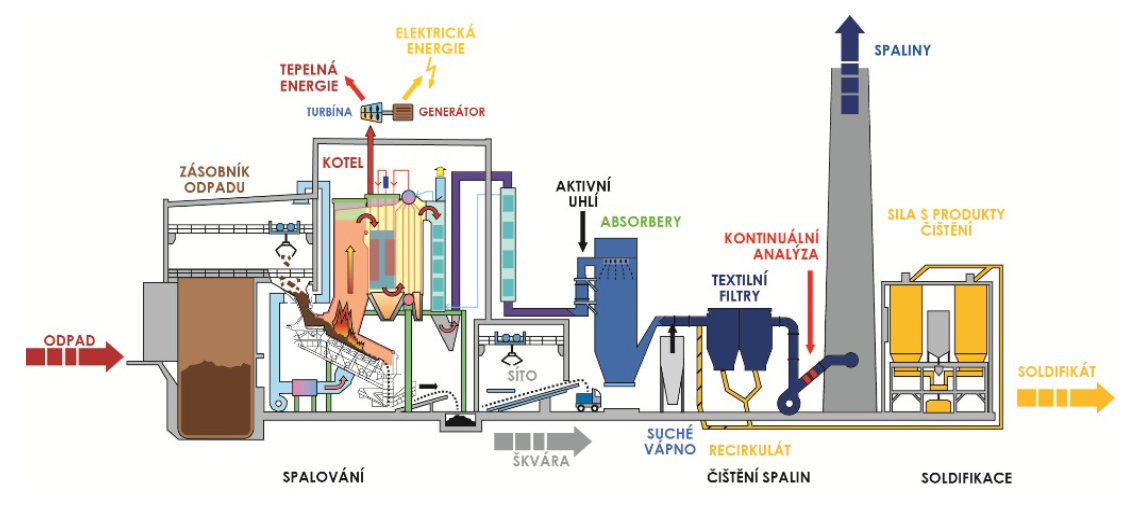 ELEKTRICKÁ
ENERGIE
TEPELNÁ
ENERGIE
TURBÍNA
GENERÁTOR
SPALINY
KOTEL
ZÁSOBNÍK
ODPADU
AKTIVNÍ
UHLÍ
ABSORBERY
SILA S PRODUKTY
ČIŠTĚNÍ
KONTINUÁLNÍ
ANALÝZA
TEXTILNÍ
FILTRY
ODPAD
SÍTO
SOLDIFIKÁT
SUCHÉ
VÁPNO
RECIRKULÁT
ŠKVÁRA
SPALOVÁNÍ
ČIŠTĚNÍ SPALIN
SOLDIFIKACE